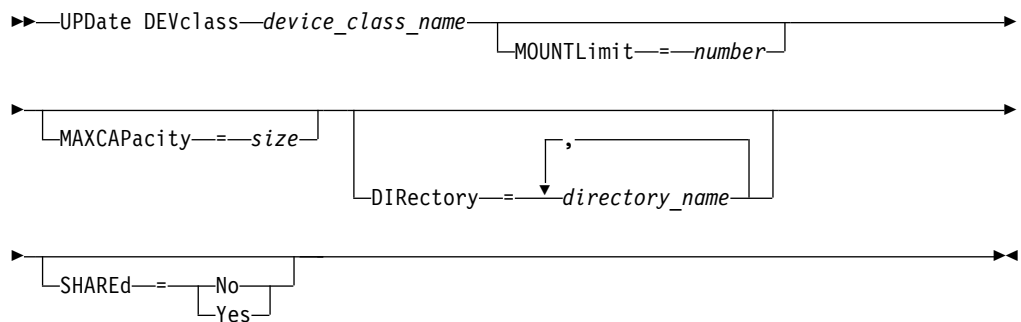 UPDate DEVclass device_class_name
MOUNTLimit = number
MAXCAPacity = size
,
DIRectory = directory_name
SHAREd = No
Yes